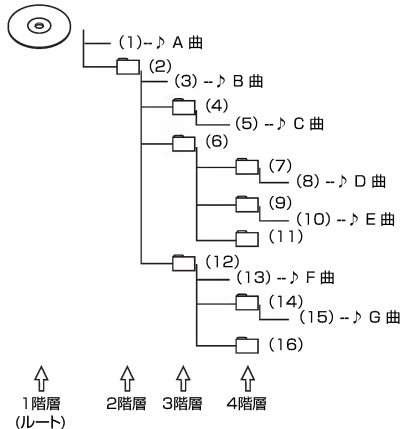 (1)--♪ A 曲
(2)
(3) --♪ B 曲
(4)
(5) --♪ C 曲
(6)
(7)
(8) --♪ D 曲
(9)
(10) --♪ E 曲
(11)
(12)
(13) --♪ F 曲
(14)
(15) --♪ G 曲
(16)
1階層 2階層 3階層 4階層
(ルート)